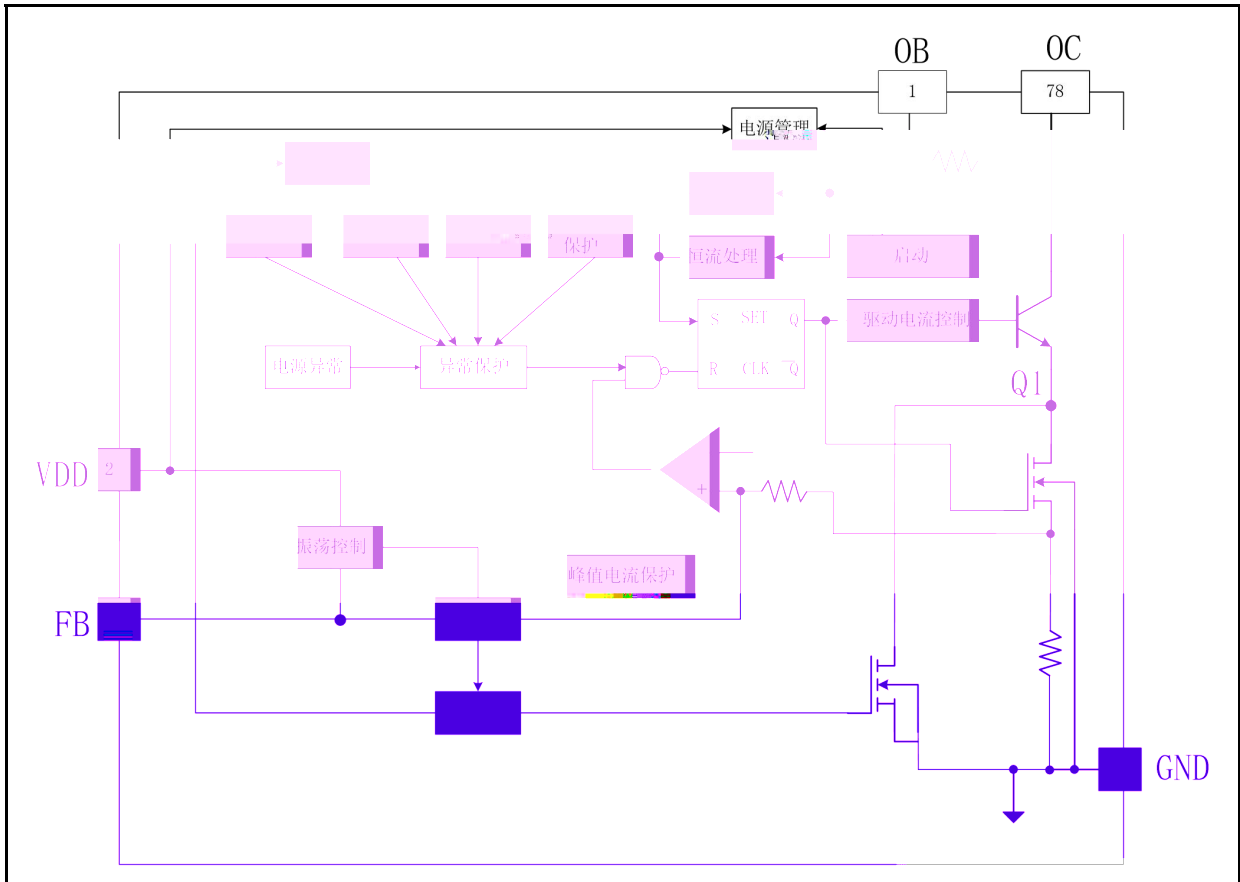 OB
OC
1
78
电源管理
保护
恒流处理
启动
S
SET
Q
驱动电流控制
电源异常
异常保护
R
CLK
Q
Q1
VDD
2
+
振荡控制
峰值电流保护
FB
GND